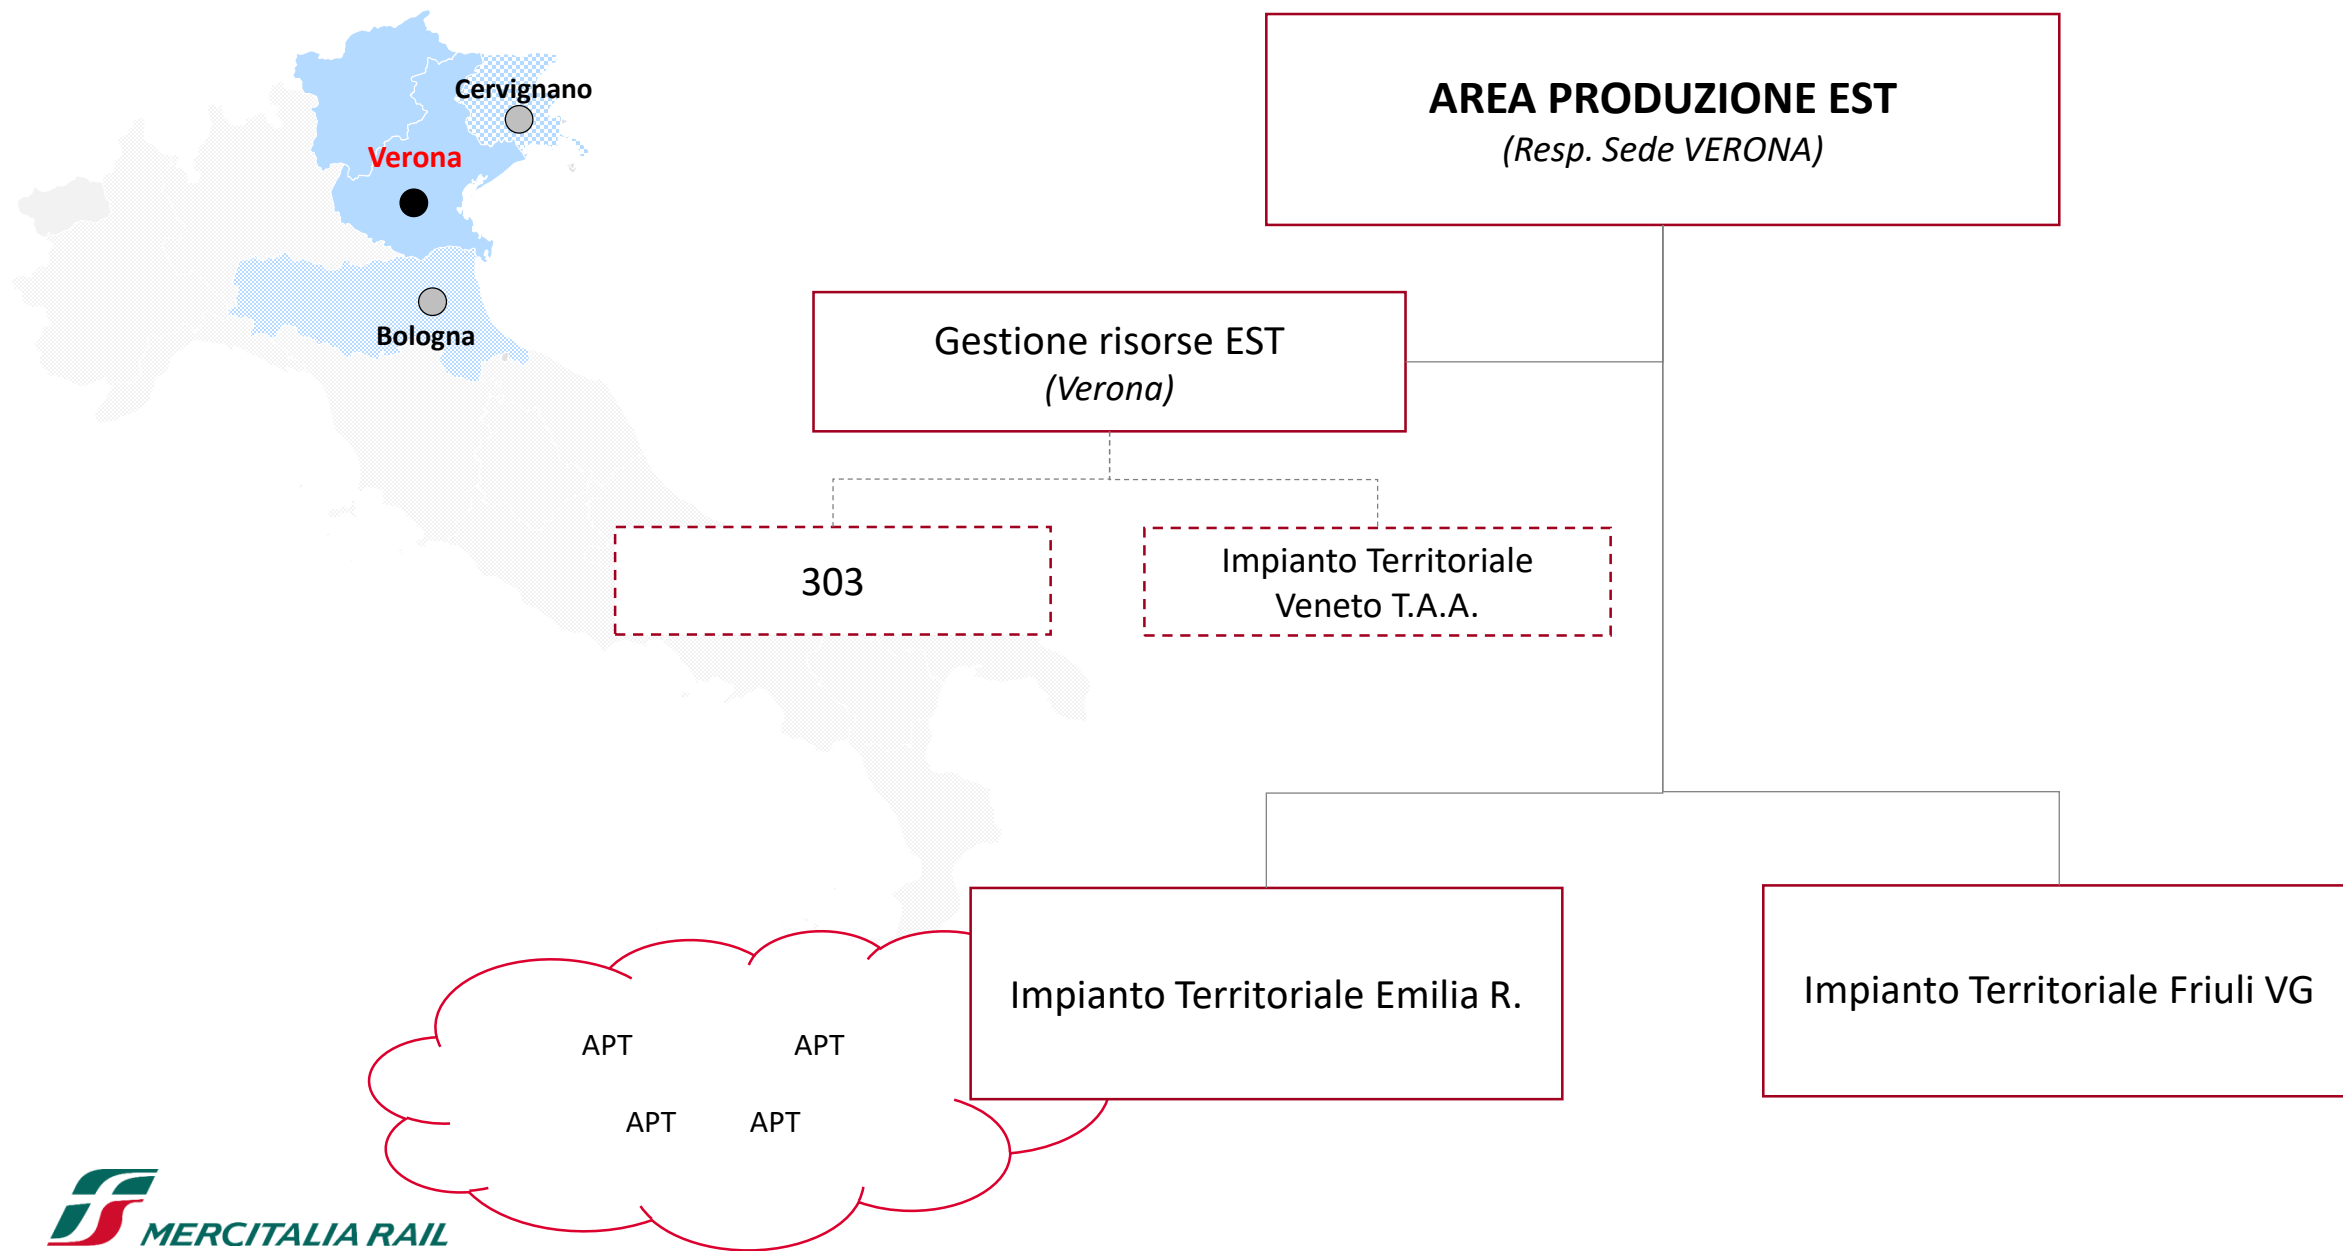 Cervignano
Verona
Bologna
AREA PRODUZIONE EST
(Resp. Sede VERONA)
Gestione risorse EST
(Verona)
303
Impianto Territoriale
Veneto T.A.A.
Impianto Territoriale Emilia R.
Impianto Territoriale Friuli VG
APT APT
APT APT
MERCITALIA RAIL